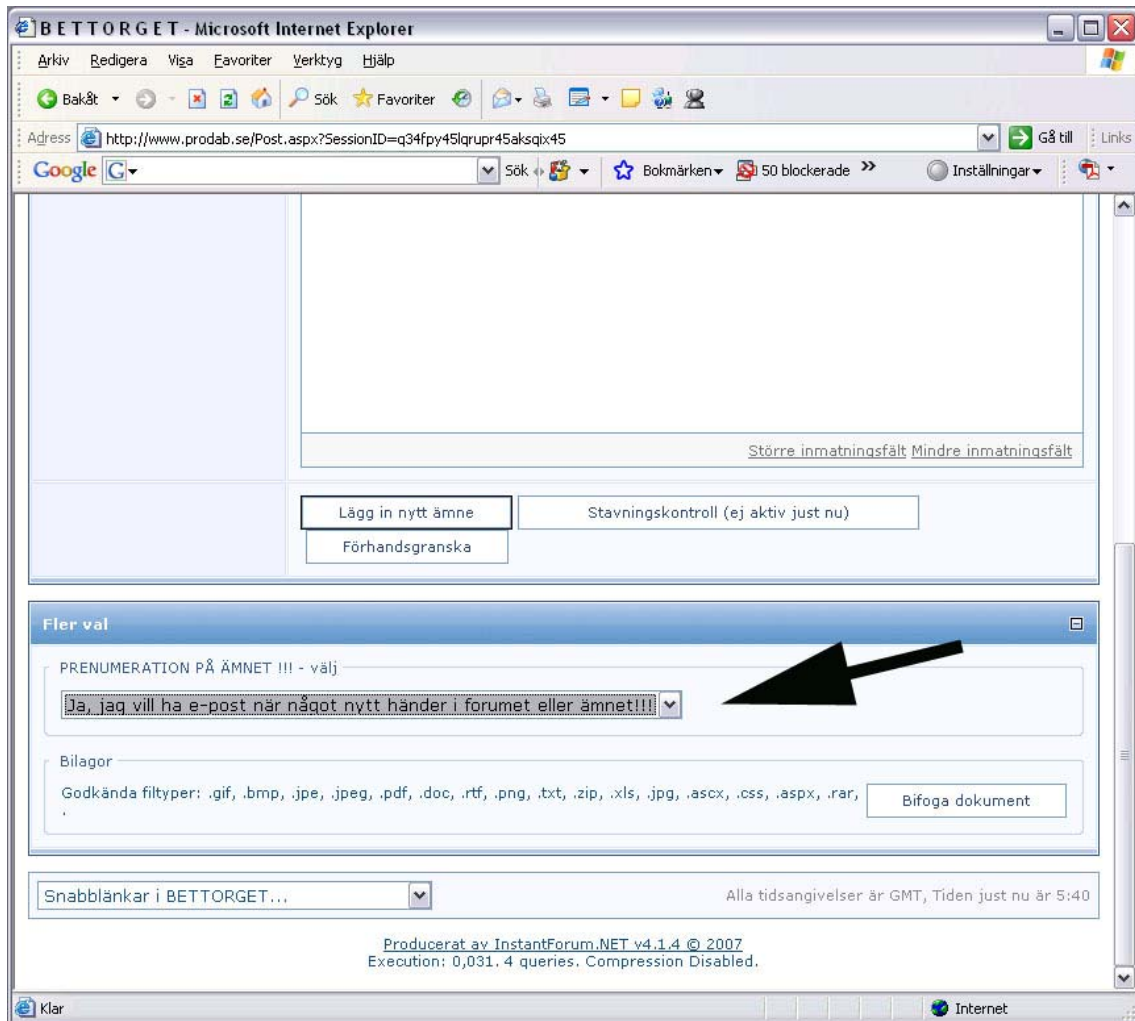 B E T T O R G E T - Microsoft Internet Explorer
Arkiv Redigera Visa Favoriter Verktyg Hjälp
Bakåt Sök Favoriter
Adress http://www.prodab.se/Post.aspx?SessionID=q34fpy45lqrupr45aksqix45 Gå till Links
Google G Sök Bokmärken 50 blockerade Inställningar
Större inmatningsfält Mindre inmatningsfält
Lägg in nytt ämne Stavningskontroll (ej aktiv just nu)
Förhandsgranska
Fler val
PRENUMERATION PÅ ÄMNET !!! - välj
Ja, jag vill ha e-post när något nytt händer i forumet eller ämnet!!!
Bilagor
Godkända filtyper: .gif, .bmp, .jpe, .jpeg, .pdf, .doc, .rtf, .png, .txt, .zip, .xls, .jpg, .ascx, .css, .aspx, .rar, Bifoga dokument
.
Snabblänkar i BETTORGET... Alla tidsangivelser är GMT, Tiden just nu är 5:40
Producerat av InstantForum.NET v4.1.4 © 2007
Execution: 0,031. 4 queries. Compression Disabled.
Klar Internet